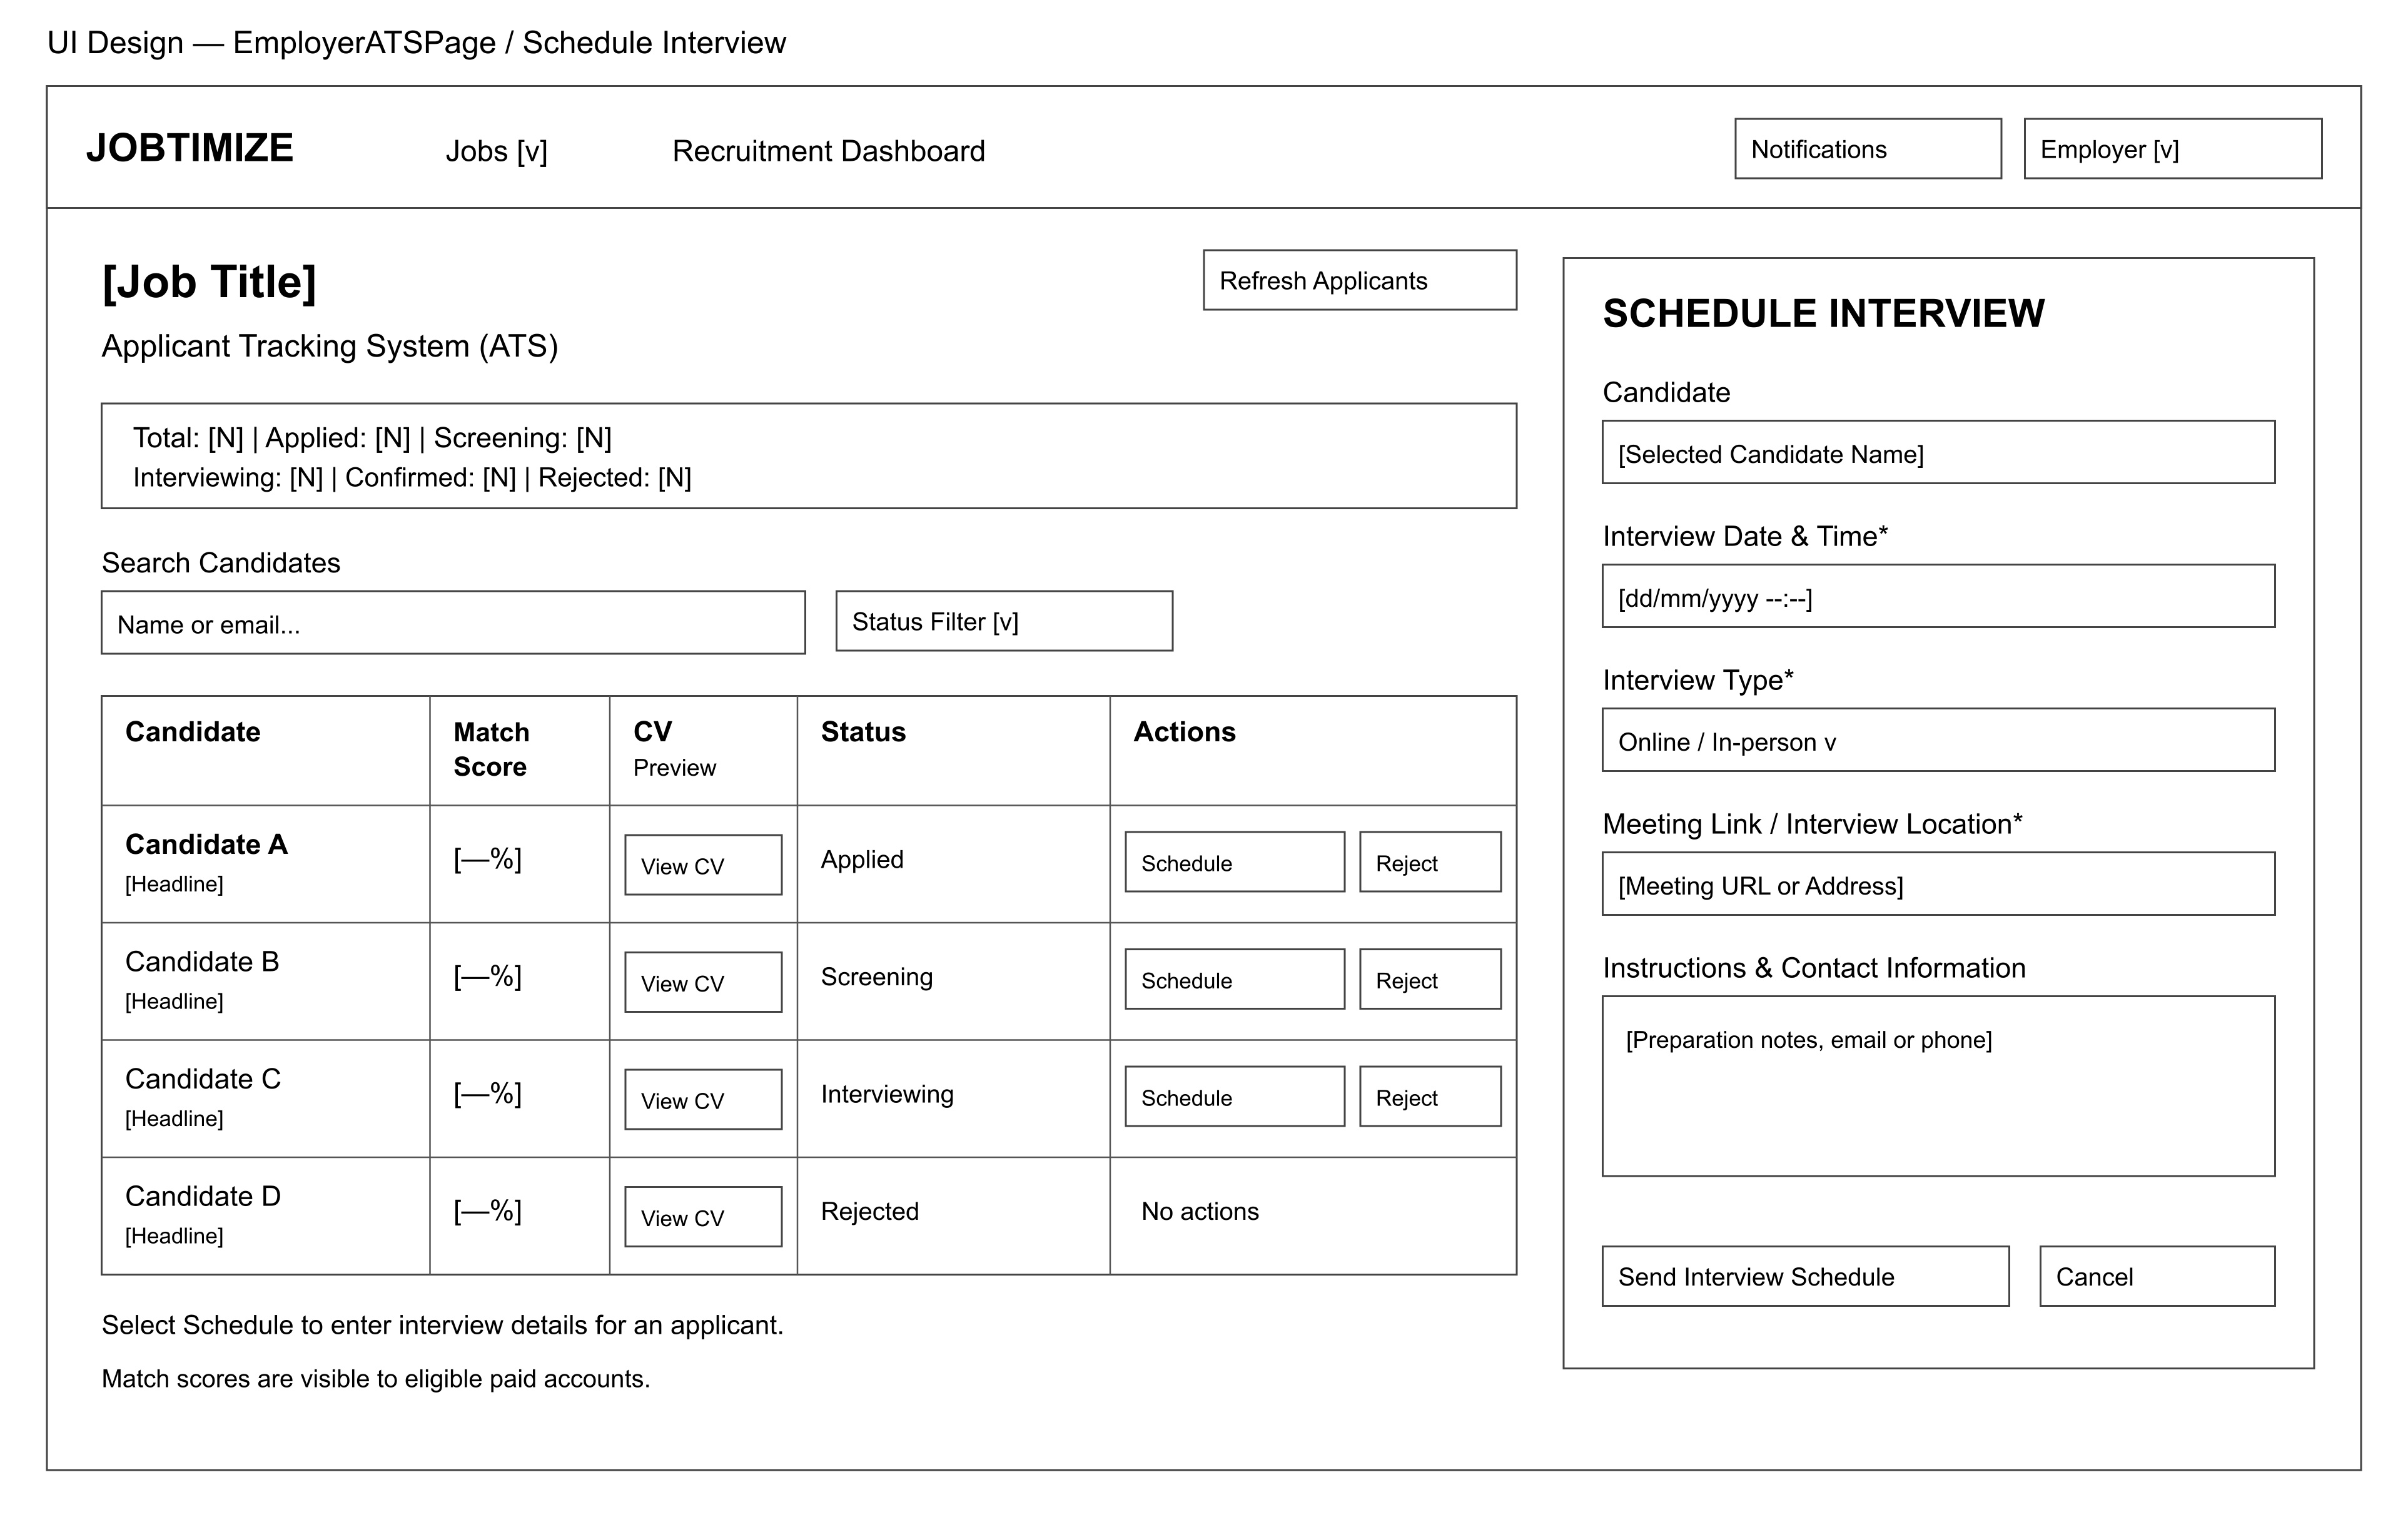 UI Design — EmployerATSPage / Schedule Interview
JOBTIMIZE
Jobs [v]
Recruitment Dashboard
Notifications
Employer [v]
[Job Title]
Refresh Applicants
Applicant Tracking System (ATS)
Total: [N] | Applied: [N] | Screening: [N]
Interviewing: [N] | Confirmed: [N] | Rejected: [N]
Search Candidates
Name or email...
Status Filter [v]
Candidate
Match
Score
CV
Preview
Status
Actions
Candidate A
[Headline]
[—%]
View CV
Applied
Schedule
Reject
Candidate B
[Headline]
[—%]
View CV
Screening
Schedule
Reject
Candidate C
[Headline]
[—%]
View CV
Interviewing
Schedule
Reject
Candidate D
[Headline]
[—%]
View CV
Rejected
No actions
Select Schedule to enter interview details for an applicant.
Match scores are visible to eligible paid accounts.
SCHEDULE INTERVIEW
Candidate
[Selected Candidate Name]
Interview Date & Time*
[dd/mm/yyyy --:--]
Interview Type*
Online / In-person v
Meeting Link / Interview Location*
[Meeting URL or Address]
Instructions & Contact Information
[Preparation notes, email or phone]
Send Interview Schedule
Cancel